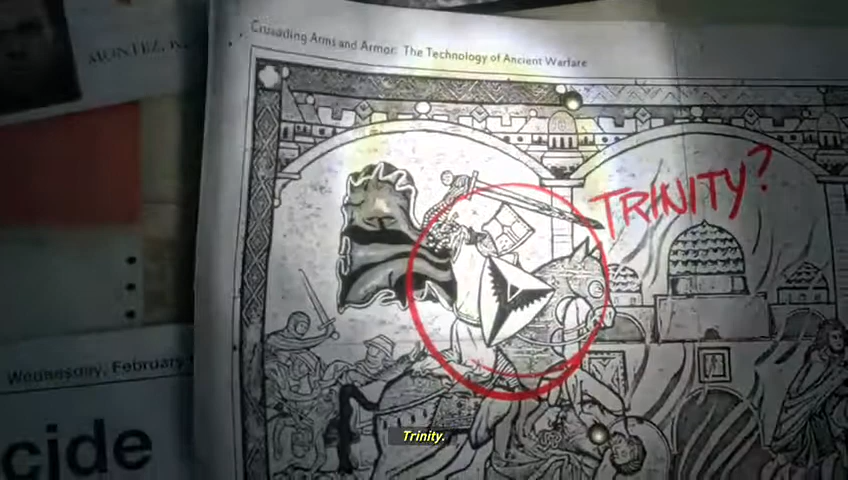 Crusading Arms and Armor: The Technology of Ancient Warfare
MONTEZ,
TRINITY?
Wednesday, February
cide
Trinity.